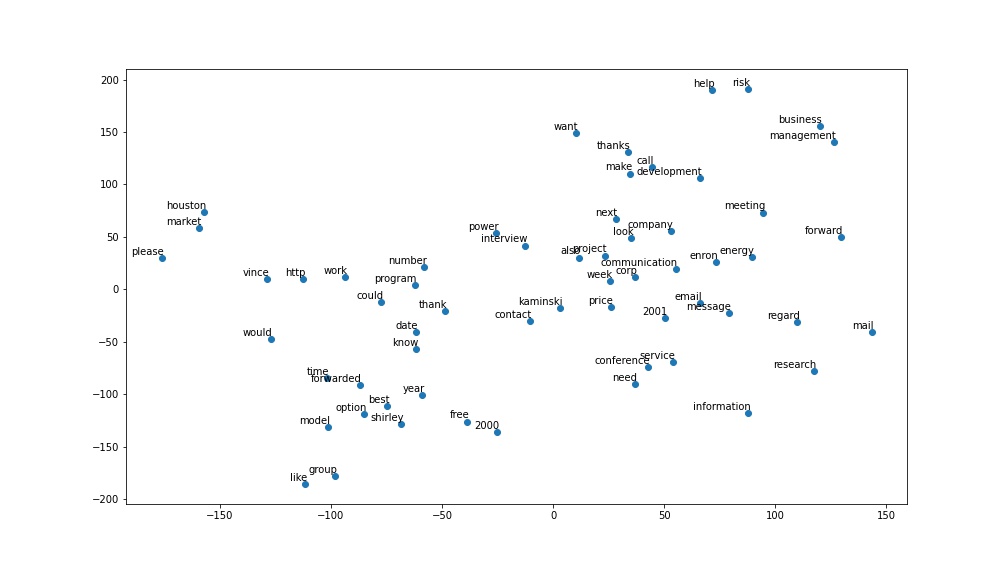 200
150
100
50
0
−50
−100
−150
−200
−150
−100
−50
0
50
100
150
help
risk
business
want
management
thanks
call
make
development
houston
next
meeting
market
power
look
company
forward
interview
please
also
project
enron
energy
number
communication
vince
http
work
week
corp
program
could
thank
kaminski
price
email
contact
2001
message
regard
date
mail
would
know
conference
service
time
forwarded
need
research
year
best
option
information
model
shirley
free
2000
group
like